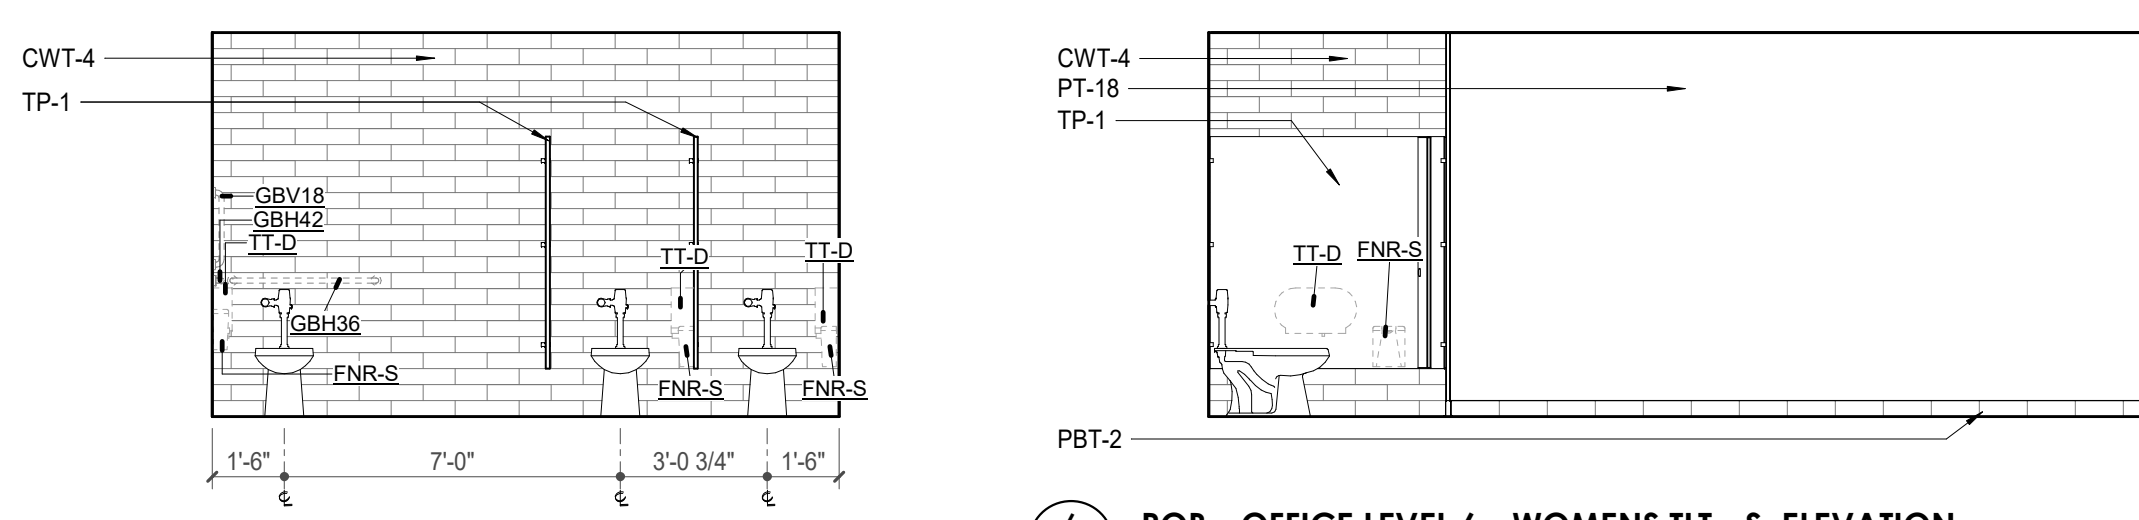 CWT-4
TP-1
GBV18
GBH42
TT-D
GBH36
FNR-S
TT-D
FNR-S
TT-D
FNR-S
1'-6" 7'-0" 3'-0 3/4" 1'-6"
℄ ℄ ℄
CWT-4
PT-18
TP-1
TT-D FNR-S
PBT-2